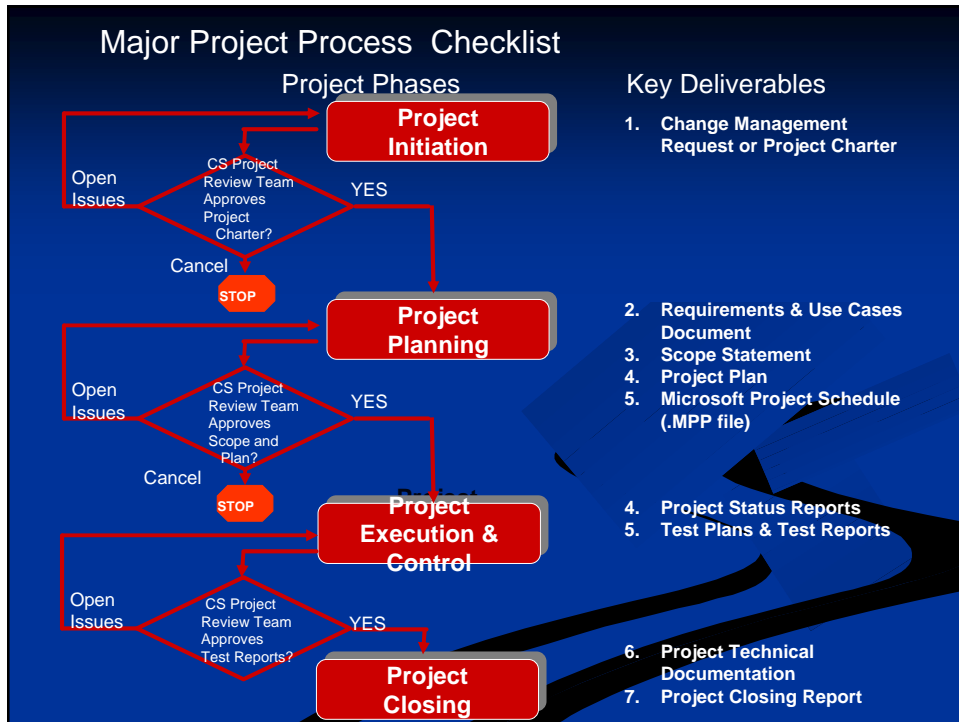 Major Project Process Checklist
Project Phases
Key Deliverables
Project
Initiation
1. Change Management
Request or Project Charter
Open
Issues
CS Project
Review Team
Approves
Project
Charter?
YES
Cancel
STOP
Project
Planning
2. Requirements & Use Cases
Document
3. Scope Statement
4. Project Plan
5. Microsoft Project Schedule
(.MPP file)
Open
Issues
CS Project
Review Team
Approves
Scope and
Plan?
YES
Cancel
STOP
Project
Project
Execution &
Control
4. Project Status Reports
5. Test Plans & Test Reports
Open
Issues
CS Project
Review Team
Approves
Test Reports?
YES
Project
Closing
6. Project Technical
Documentation
7. Project Closing Report